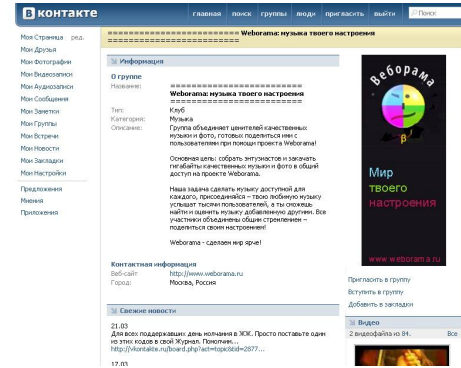 В контакте
главная поиск группы люди пригласить выйти Поиск
========================== Weborama: музыка твоего настроения
==========================
Моя Страница ред.
Мои Друзья
Мои Фотографии
Мои Видеозаписи
Мои Аудиозаписи
Мои Сообщения
Мои Заметки
Мои Группы
Мои Встречи
Мои Новости
Мои Закладки
Мои Настройки
Предложения
Мнения
Приложения
Информация
О группе
Название: ==========================
Weborama: музыка твоего настроения
==========================
Тип: Клуб
Категория: Музыка
Описание: Группа объединяет ценителей качественных
музыки и фото, готовых поделиться ими с
пользователями при помощи проекта Weborama!
Основная цель: собрать энтузиастов и закачать
гигабайты качественных музыки и фото в общий
доступ на проекте Weborama.
Наша задача сделать музыку доступной для
каждого, присоединяйся – твою любимую музыку
услышат тысячи пользователей, а ты сможешь
найти и оценить музыку добавленную другими. Все
участники объединены общим стремлением –
поделиться своим настроением!
Weborama - сделаем мир ярче!
Контактная информация
Веб-сайт: http://www.weborama.ru
Город: Москва, Россия
Свежие новости
21.03
Для всех поддержавших день молчания в ЖЖ. Просто поставьте один
из этих кодов в свой Журнал. Помолчим...
http://vkontakte.ru/board.php?act=topic&tid=2877...
17.03
Веборама
β
Мир
твоего
настроения
www.weborama.ru
Пригласить в группу
Вступить в группу
Добавить в закладки
Видео
2 видеофайла из 84. Все